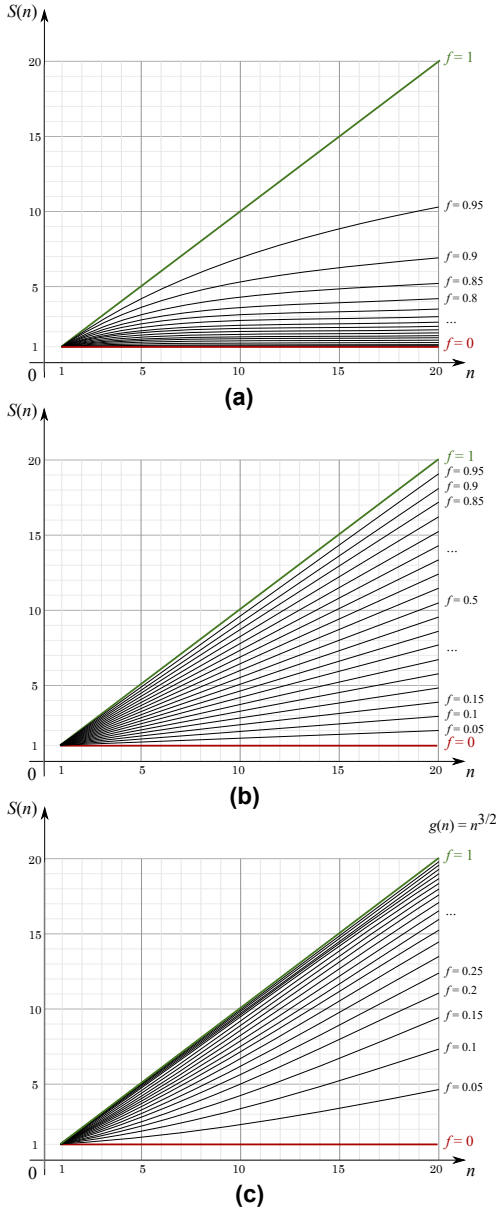 S(n)
f = 1
20
15
10
f = 0.95
f = 0.9
5
f = 0.85
f = 0.8
...
1
f = 0
0
1
5
10
15
20
n
(a)
S(n)
f = 1
20
f = 0.95
f = 0.9
f = 0.85
15
...
10
f = 0.5
...
5
f = 0.15
f = 0.1
f = 0.05
1
f = 0
0
1
5
10
15
20
n
(b)
S(n)
g(n) = n^3/2
f = 1
20
...
15
f = 0.25
f = 0.2
10
f = 0.15
f = 0.1
5
f = 0.05
1
f = 0
0
1
5
10
15
20
n
(c)